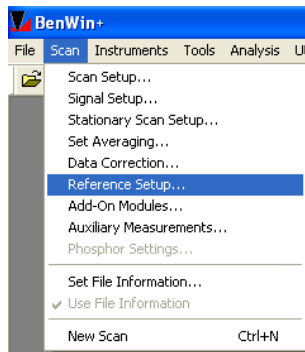 BenWin+
File Scan Instruments Tools Analysis
Scan Setup...
Signal Setup...
Stationary Scan Setup...
Set Averaging...
Data Correction...
Reference Setup...
Add-On Modules...
Auxiliary Measurements...
Phosphor Settings...
Set File Information...
Use File Information
New Scan Ctrl+N